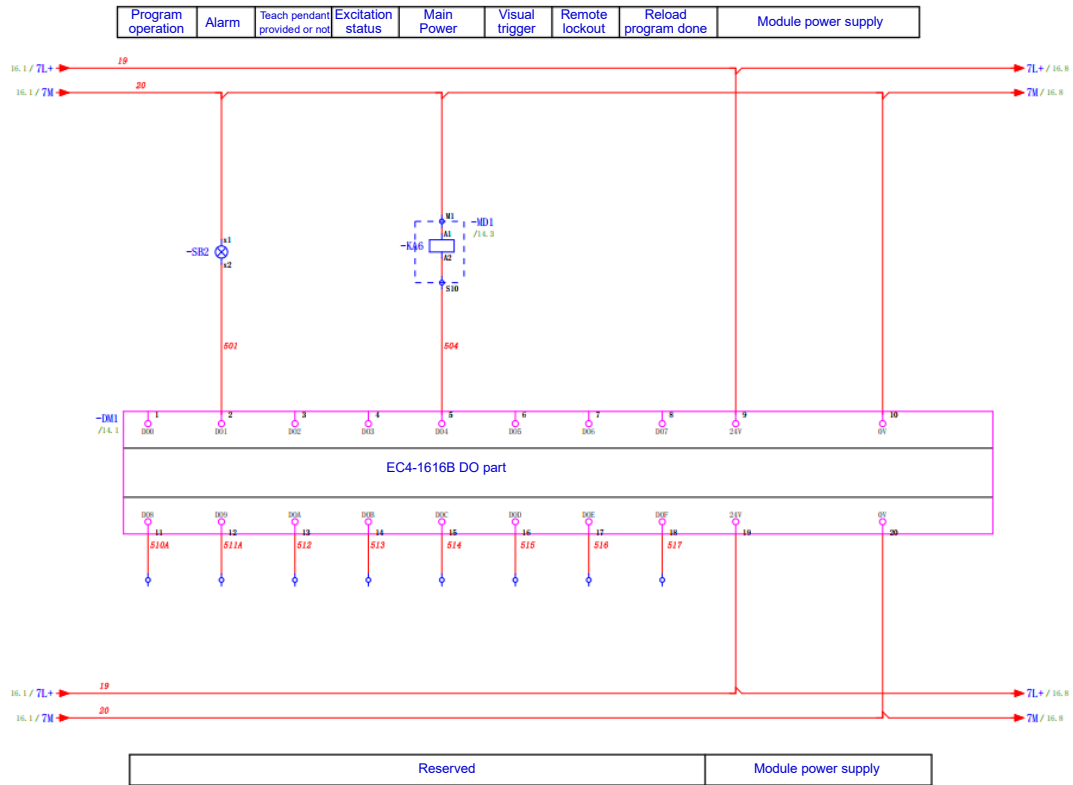 Program operation
Alarm
Teach pendant provided or not
Excitation status
Main Power
Visual trigger
Remote lockout
Reload program done
Module power supply
16.1 / 7L+
19
7L+ / 16.8
16.1 / 7M
20
7M / 16.8
M1
-MD1
/14.3
x1
A1
-SB2
-KA6
x2
A2
S10
501
504
-DM1
/14.1
1
2
3
4
5
6
7
8
9
10
DO0
DO1
DO2
DO3
DO4
DO5
DO6
DO7
24V
0V
EC4-1616B DO part
DO8
DO9
DOA
DOB
DOC
DOD
DOE
DOF
24V
0V
11
12
13
14
15
16
17
18
19
20
510A
511A
512
513
514
515
516
517
16.1 / 7L+
19
7L+ / 16.8
16.1 / 7M
20
7M / 16.8
Reserved
Module power supply